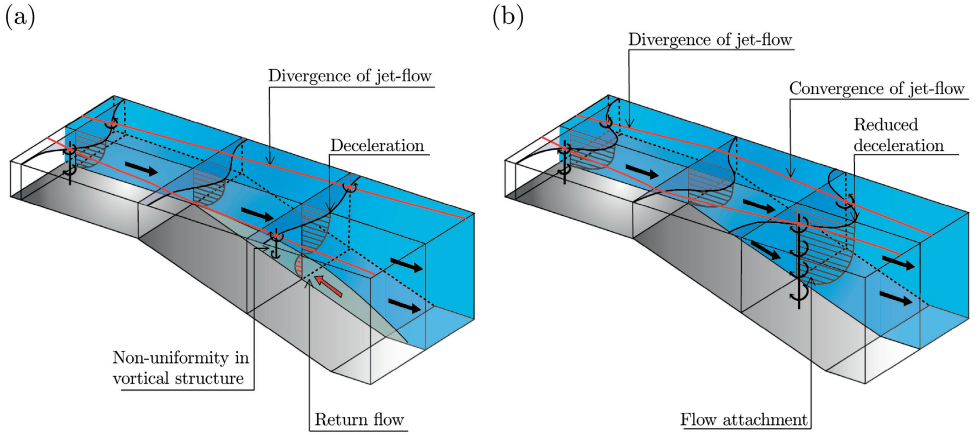 (a)
Divergence of jet-flow
Deceleration
Non-uniformity in
vortical structure
Return flow
(b)
Divergence of jet-flow
Convergence of jet-flow
Reduced
deceleration
Flow attachment